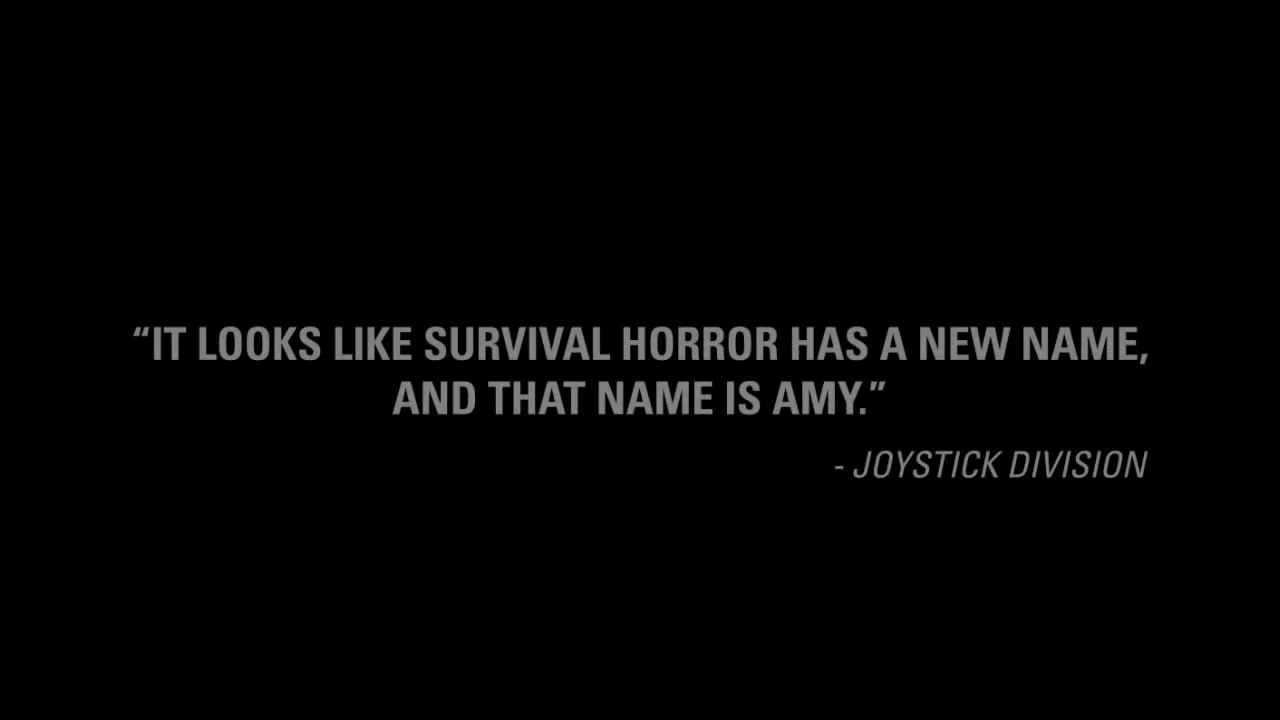 “IT LOOKS LIKE SURVIVAL HORROR HAS A NEW NAME,
AND THAT NAME IS AMY.”
- JOYSTICK DIVISION